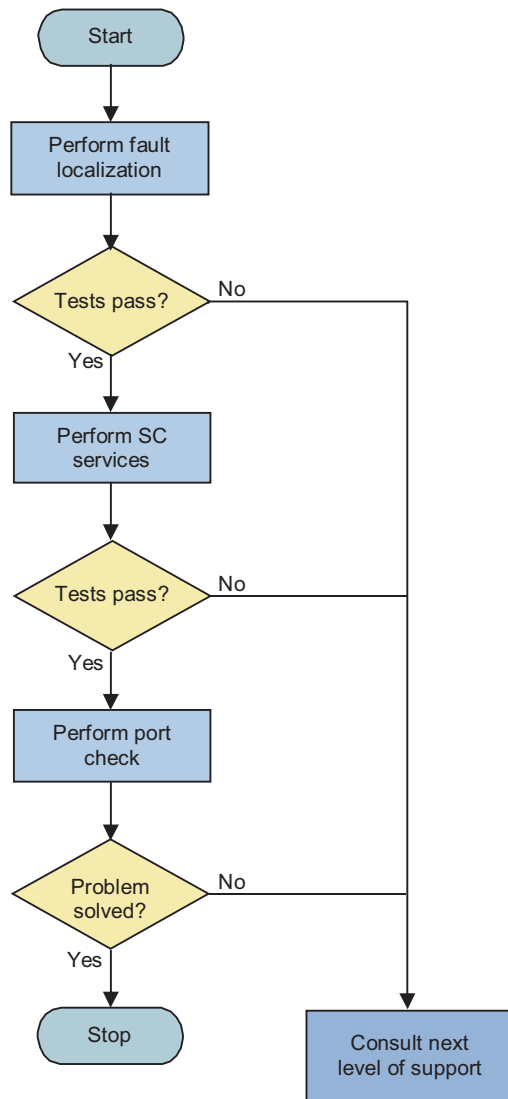 Start
Perform fault
localization
Tests pass?
No
Yes
Perform SC
services
Tests pass?
No
Yes
Perform port
check
Problem
solved?
No
Yes
Stop
Consult next
level of support